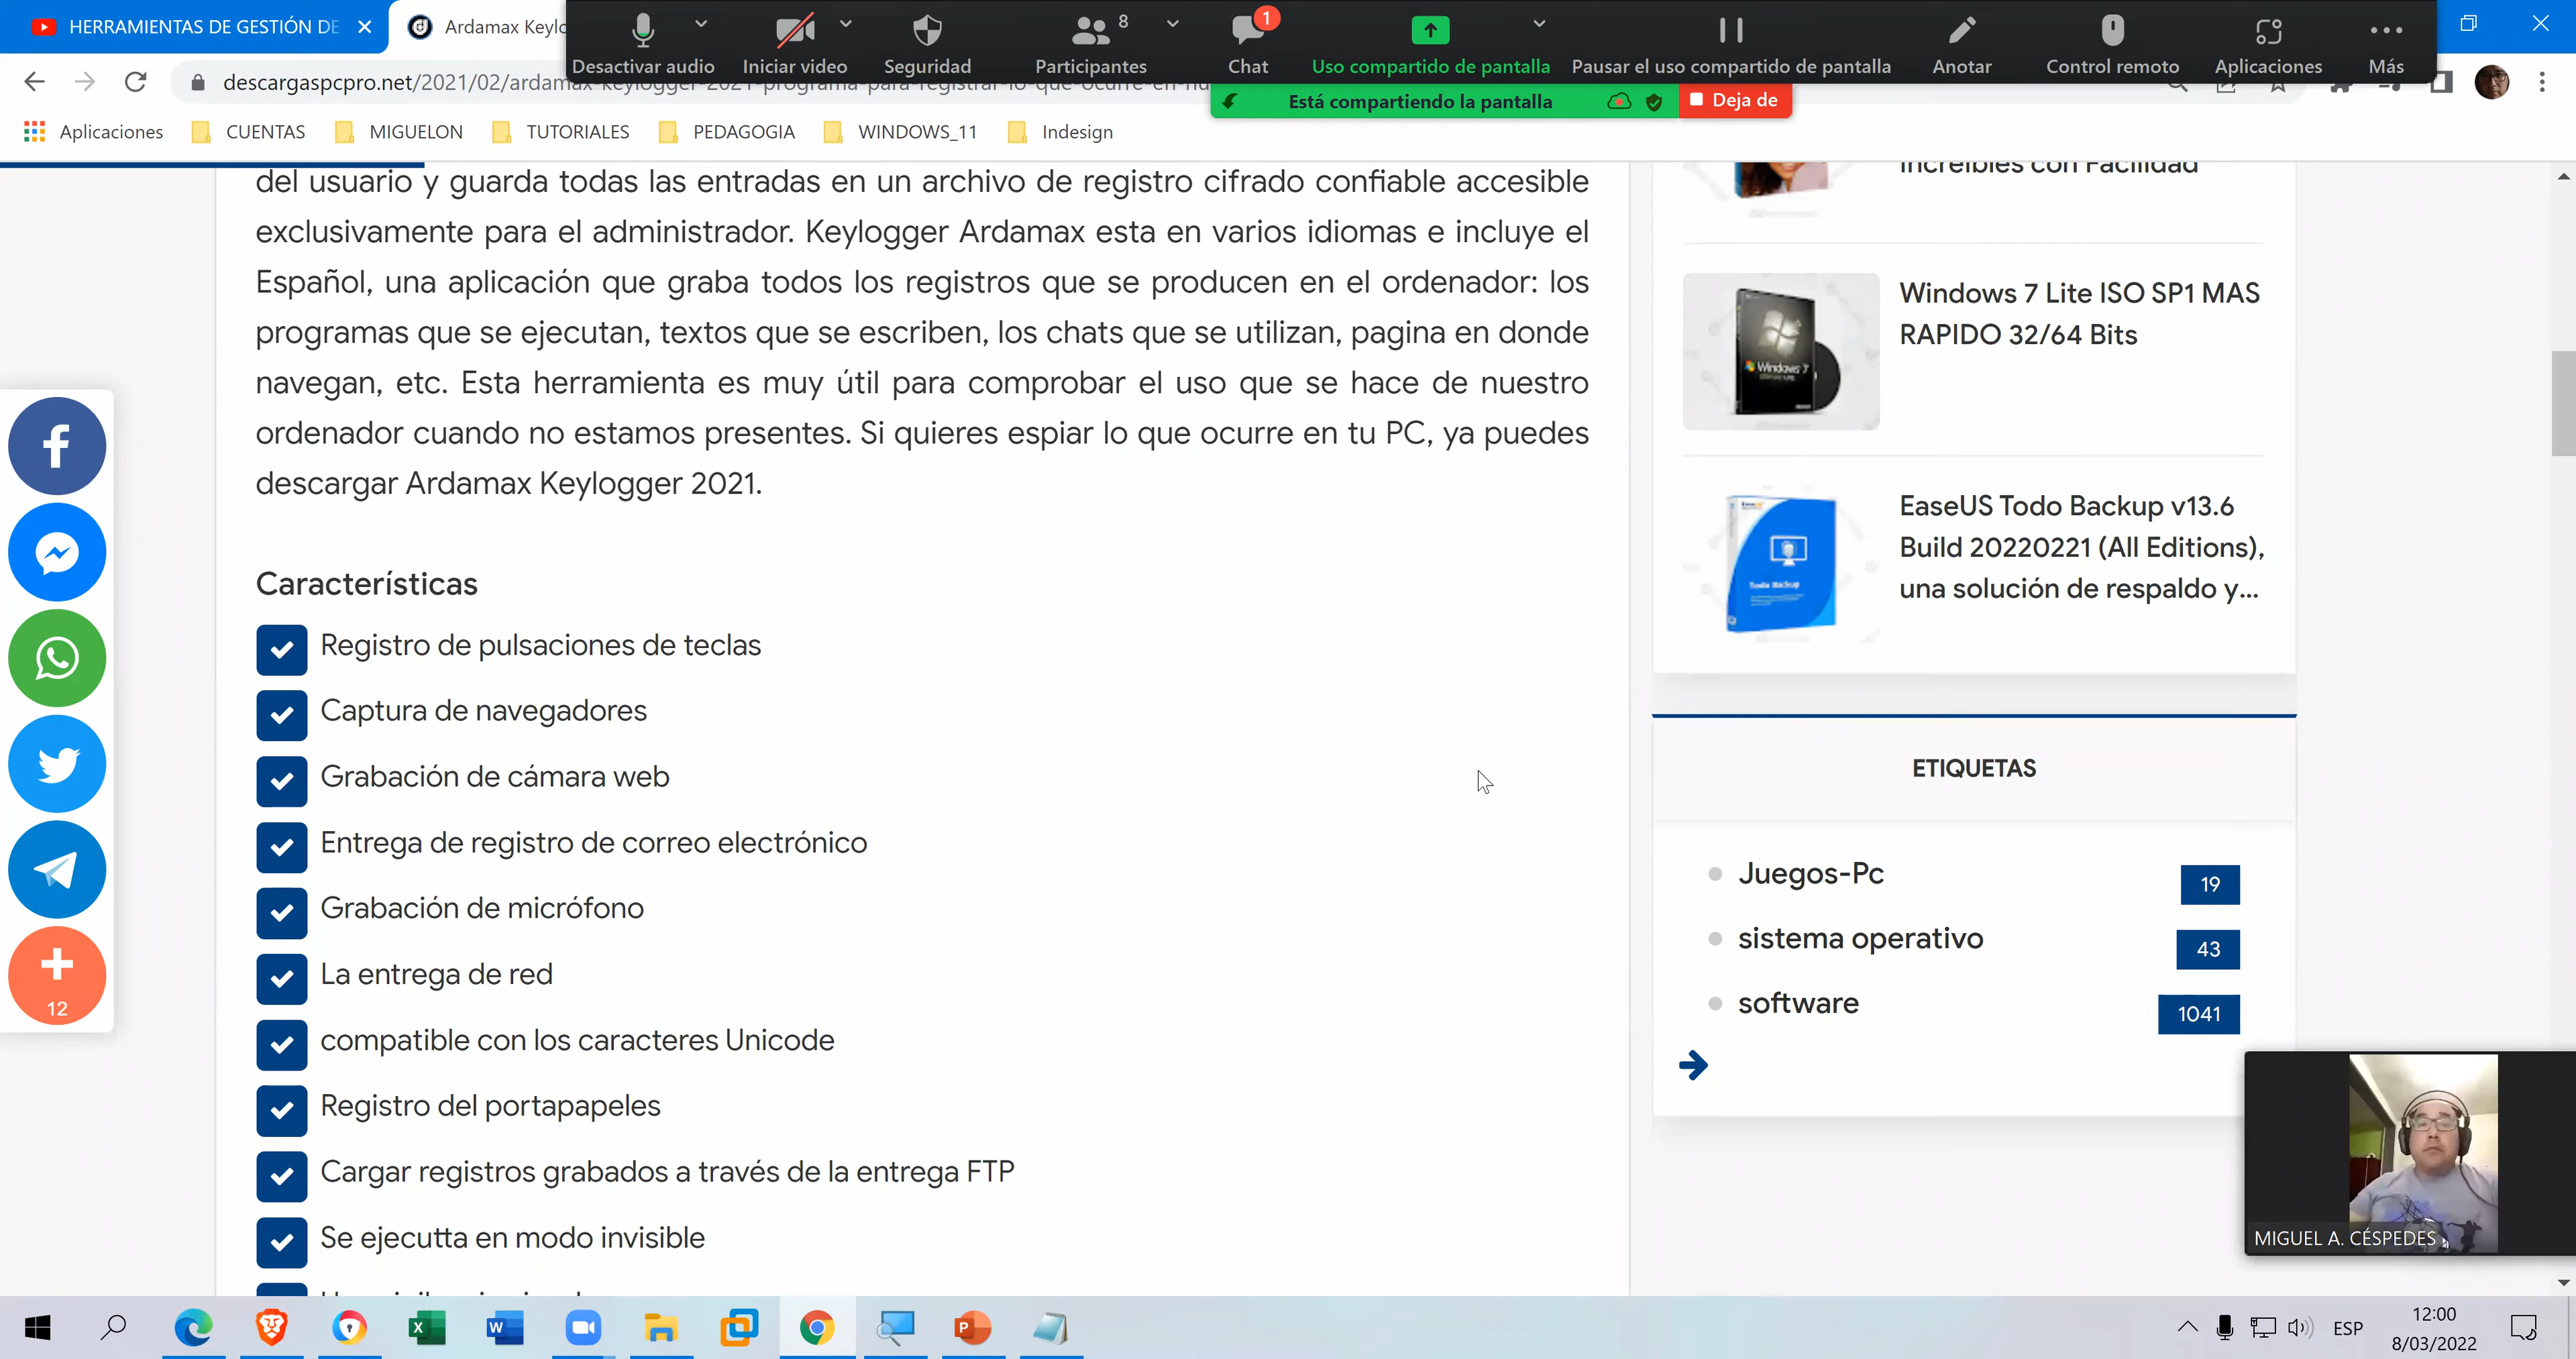 HERRAMIENTAS DE GESTIÓN DE
Ardamax Keylo
Desactivar audio
Iniciar video
Seguridad
8
Participantes
1
Chat
Uso compartido de pantalla
Pausar el uso compartido de pantalla
Anotar
Control remoto
Aplicaciones
Más
descargaspcpro.net/2021/02/ardamax-keylogger-2021-programa-para-registrar-lo-que-ocurre-en-nu
Está compartiendo la pantalla
Deja de
Aplicaciones
CUENTAS
MIGUELON
TUTORIALES
PEDAGOGIA
WINDOWS_11
Indesign
del usuario y guarda todas las entradas en un archivo de registro cifrado confiable accesible
exclusivamente para el administrador. Keylogger Ardamax esta en varios idiomas e incluye el
Español, una aplicación que graba todos los registros que se producen en el ordenador: los
programas que se ejecutan, textos que se escriben, los chats que se utilizan, pagina en donde
navegan, etc. Esta herramienta es muy útil para comprobar el uso que se hace de nuestro
ordenador cuando no estamos presentes. Si quieres espiar lo que ocurre en tu PC, ya puedes
descargar Ardamax Keylogger 2021.
Características
Registro de pulsaciones de teclas
Captura de navegadores
Grabación de cámara web
Entrega de registro de correo electrónico
Grabación de micrófono
La entrega de red
compatible con los caracteres Unicode
Registro del portapapeles
Cargar registros grabados a través de la entrega FTP
Se ejecutta en modo invisible
12
Increíbles con Facilidad
Windows 7
Windows 7 Lite ISO SP1 MAS
RAPIDO 32/64 Bits
Todo Backup
EaseUS Todo Backup v13.6
Build 20220221 (All Editions),
una solución de respaldo y...
ETIQUETAS
Juegos-Pc
19
sistema operativo
43
software
1041
MIGUEL A. CÉSPEDES
ESP
12:00
8/03/2022